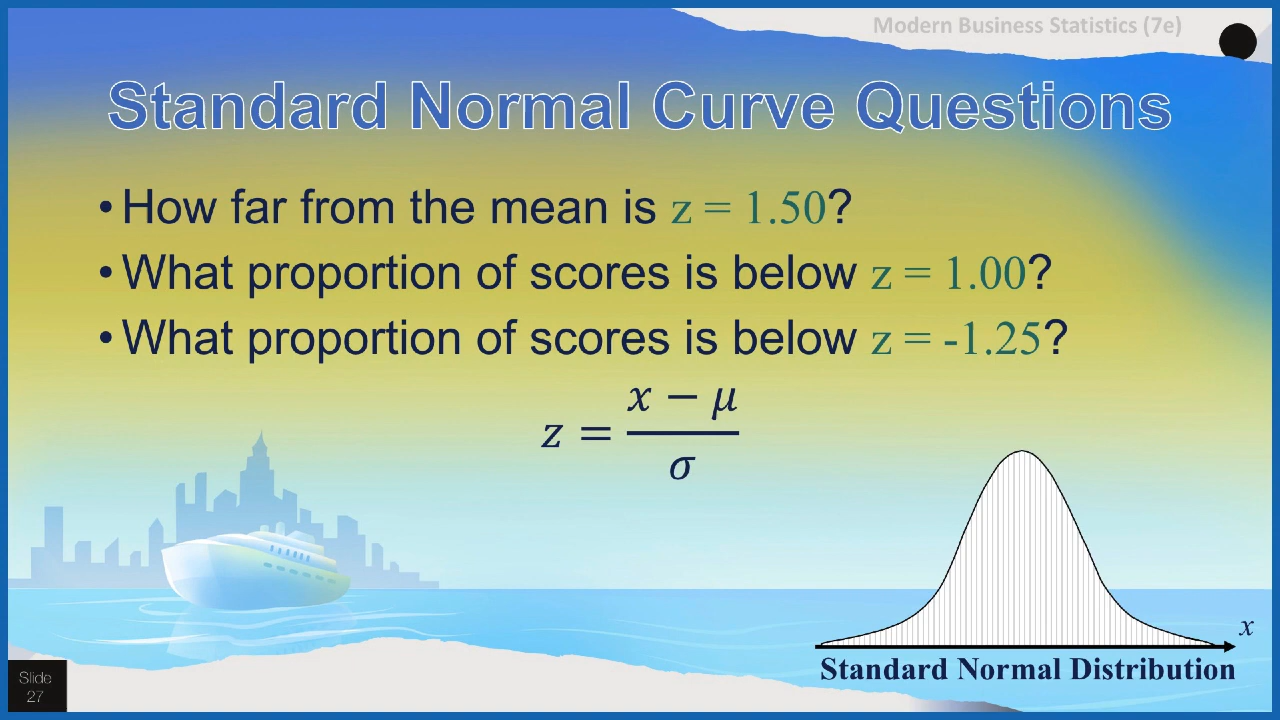 Modern Business Statistics (7e)
Standard Normal Curve Questions
• How far from the mean is z = 1.50?
• What proportion of scores is below z = 1.00?
• What proportion of scores is below z = -1.25?
z = (x − μ) / σ
x
Standard Normal Distribution
Slide
27